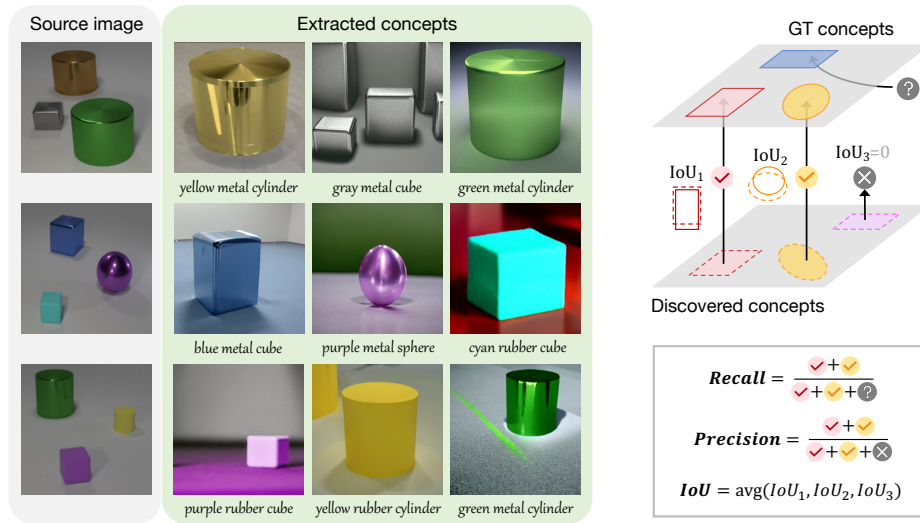 Source image
Extracted concepts
yellow metal cylinder
gray metal cube
green metal cylinder
blue metal cube
purple metal sphere
cyan rubber cube
purple rubber cube
yellow rubber cylinder
green metal cylinder
GT concepts
?
IoU₁
IoU₂
IoU₃=0
Discovered concepts
Recall = ✓+✓ / ✓+✓+?
Precision = ✓+✓ / ✓+✓+×
IoU = avg(IoU₁, IoU₂, IoU₃)